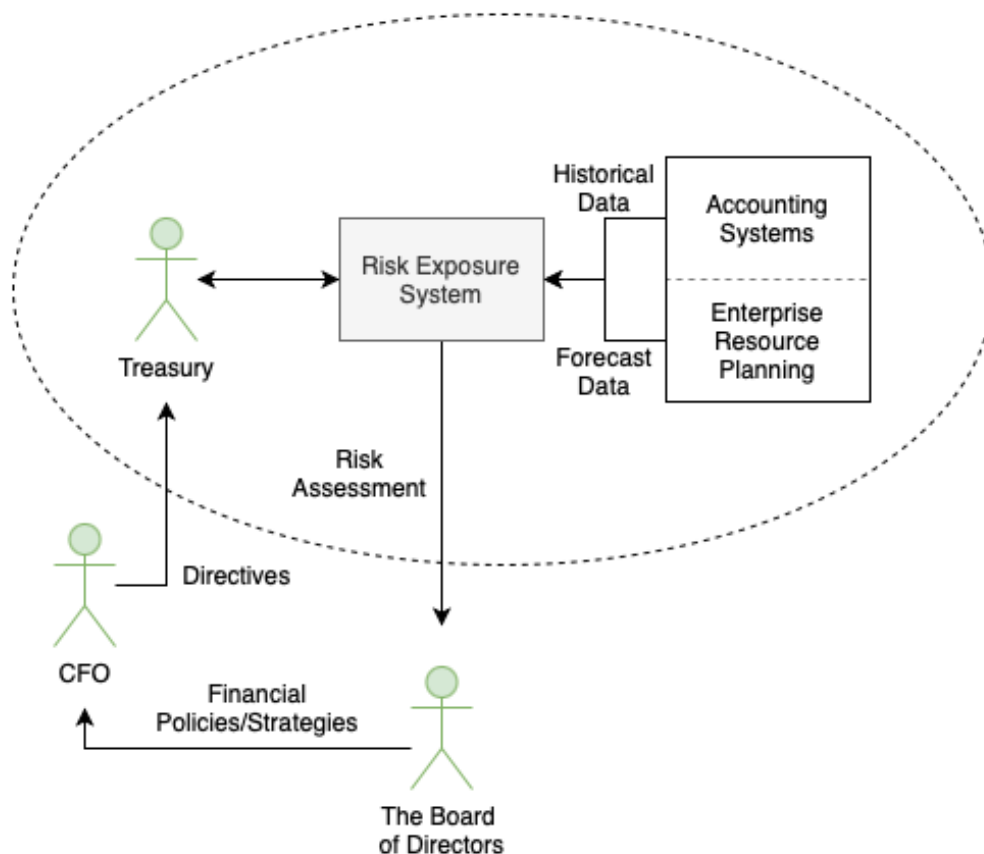 Historical
Data
Accounting
Systems
Risk Exposure
System
Enterprise
Resource
Planning
Forecast
Data
Treasury
Risk
Assessment
Directives
CFO
Financial
Policies/Strategies
The Board
of Directors